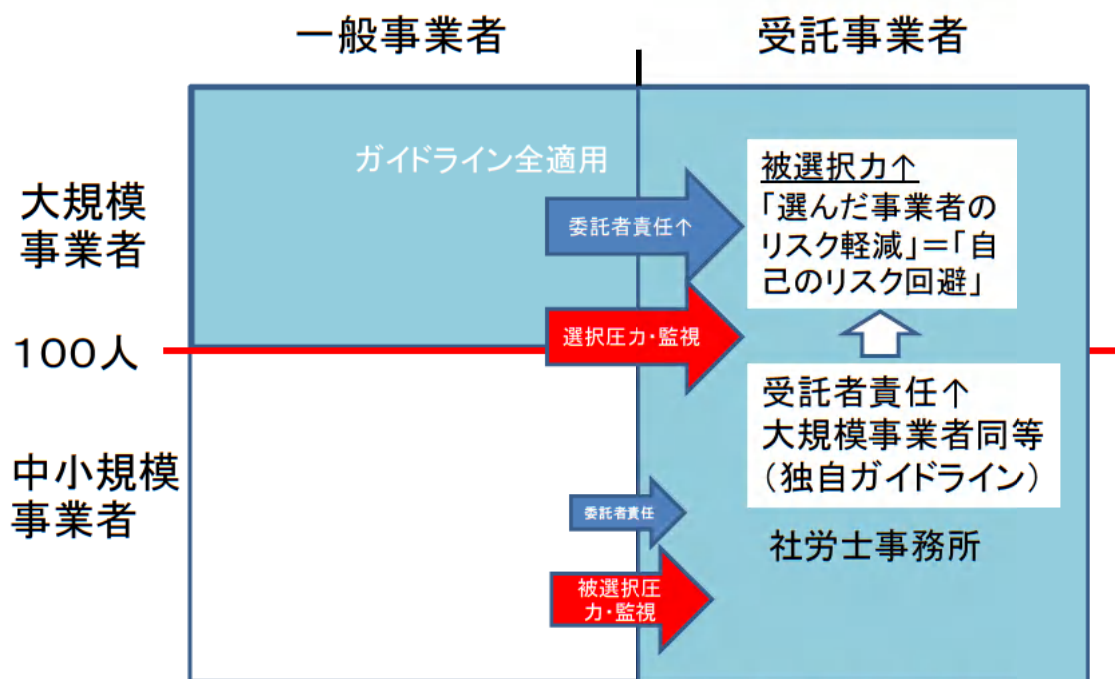 一般事業者
受託事業者
ガイドライン全適用
大規模
事業者
委託者責任↑
被選択力↑
「選んだ事業者の
リスク軽減」＝「自
己のリスク回避」
選択圧力・監視
100人
受託者責任↑
大規模事業者同等
（独自ガイドライン）
中小規模
事業者
委託者責任
社労士事務所
被選択圧
力・監視